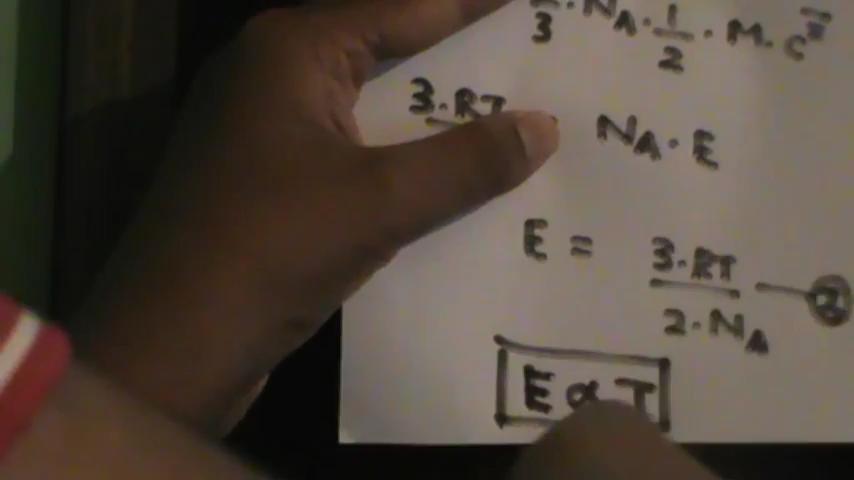 3 · NA · 1/2 · M · c²
3·RT NA·E
E = 3·RT / 2·NA — 2
E ∝ T